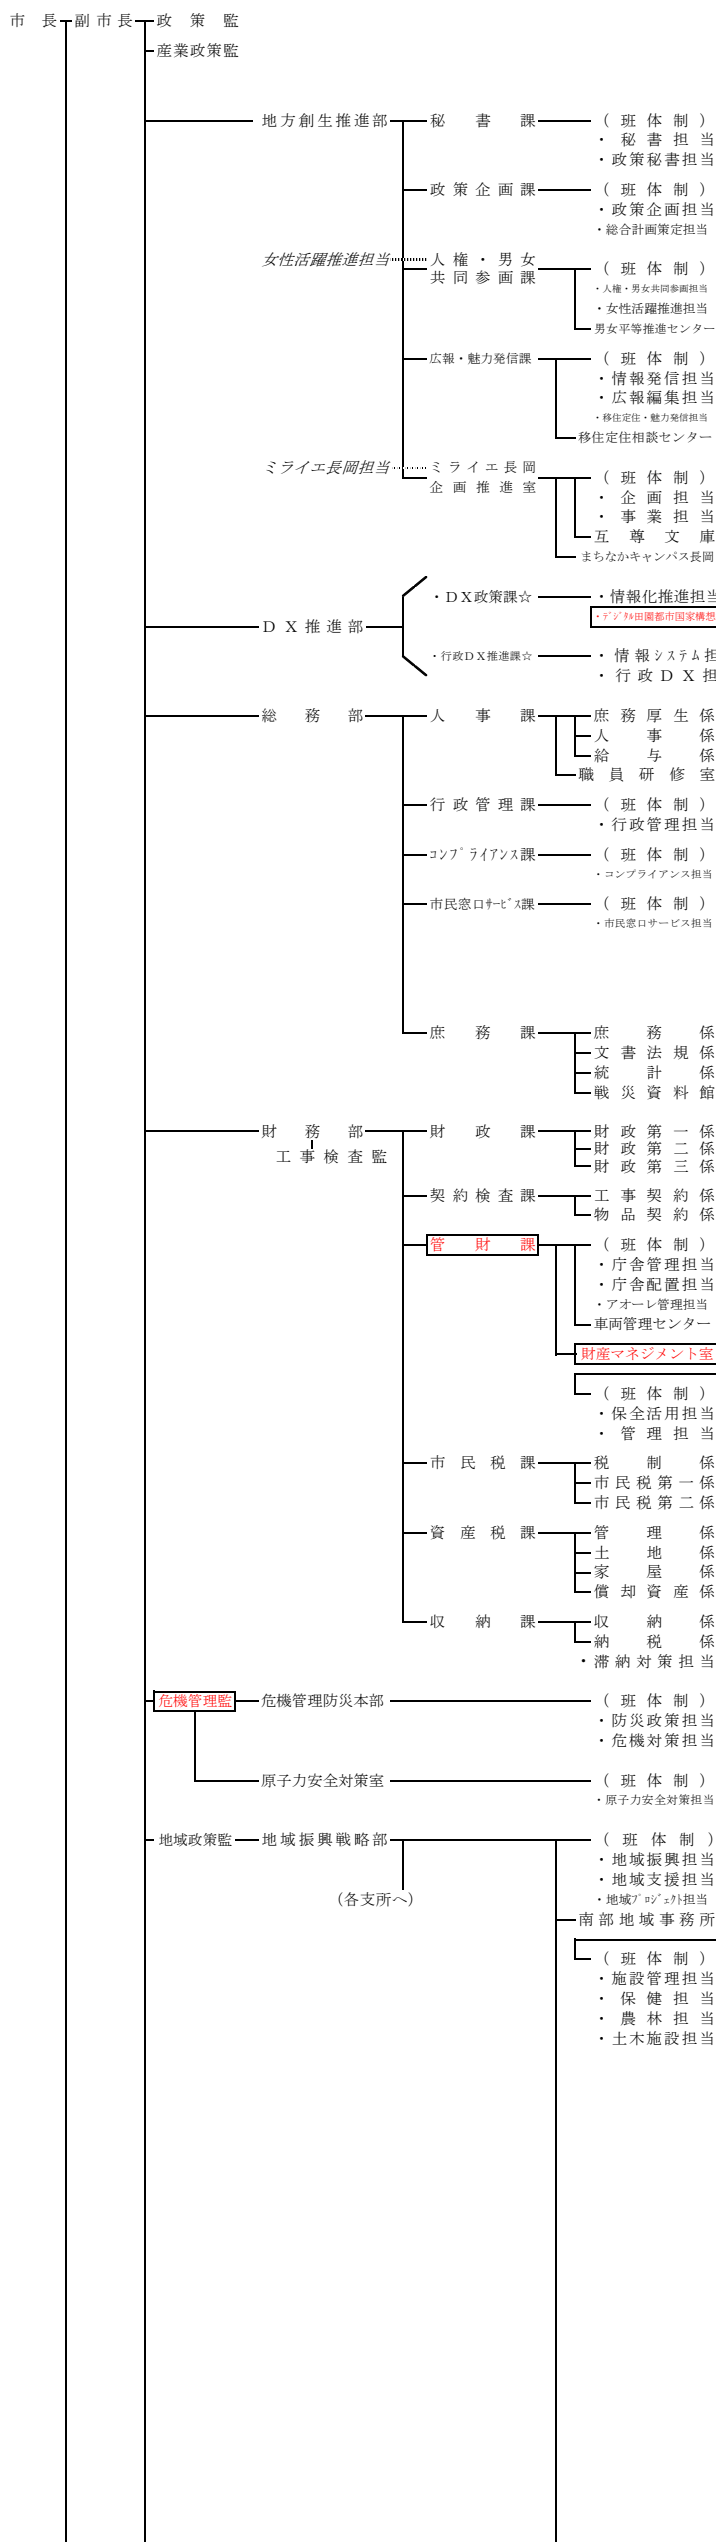 市長 副市長 政策監
産業政策監
地方創生推進部 秘書課 (班体制)
・秘書担当
・政策秘書担当
政策企画課 (班体制)
・政策企画担当
・総合計画策定担当
女性活躍推進担当 人権・男女
共同参画課 (班体制)
・人権・男女共同参画担当
・女性活躍推進担当
男女平等推進センター
広報・魅力発信課 (班体制)
・情報発信担当
・広報編集担当
・移住定住・魅力発信担当
移住定住相談センター
ミライエ長岡担当 ミライエ長岡
企画推進室 (班体制)
・企画担当
・事業担当
互尊文庫
まちなかキャンパス長岡
・DX政策課☆ ・情報化推進担当
・デジタル田園都市国家構想
DX推進部
・行政DX推進課☆ ・情報システム担
・行政DX担
総務部 人事課 庶務厚生係
人事係
給与係
職員研修室
行政管理課 (班体制)
・行政管理担当
コンプライアンス課 (班体制)
・コンプライアンス担当
市民窓口サービス課 (班体制)
・市民窓口サービス担当
庶務課 庶務係
文書法規係
統計係
戦災資料館
財務部 財政課 財政第一係
財政第二係
工事検査監
財政第三係
契約検査課 工事契約係
物品契約係
管財課 (班体制)
・庁舎管理担当
・庁舎配置担当
・アオーレ管理担当
車両管理センター
財産マネジメント室
(班体制)
・保全活用担当
・管理担当
市民税課 税制係
市民税第一係
市民税第二係
資産税課 管理係
土地係
家屋係
償却資産係
収納課 収納係
納税係
・滞納対策担当
危機管理監 危機管理防災本部 (班体制)
・防災政策担当
・危機対策担当
原子力安全対策室 (班体制)
・原子力安全対策担当
地域政策監 地域振興戦略部 (班体制)
・地域振興担当
・地域支援担当
(各支所へ) ・地域プロジェクト担当
南部地域事務所
(班体制)
・施設管理担当
・保健担当
・農林担当
・土木施設担当